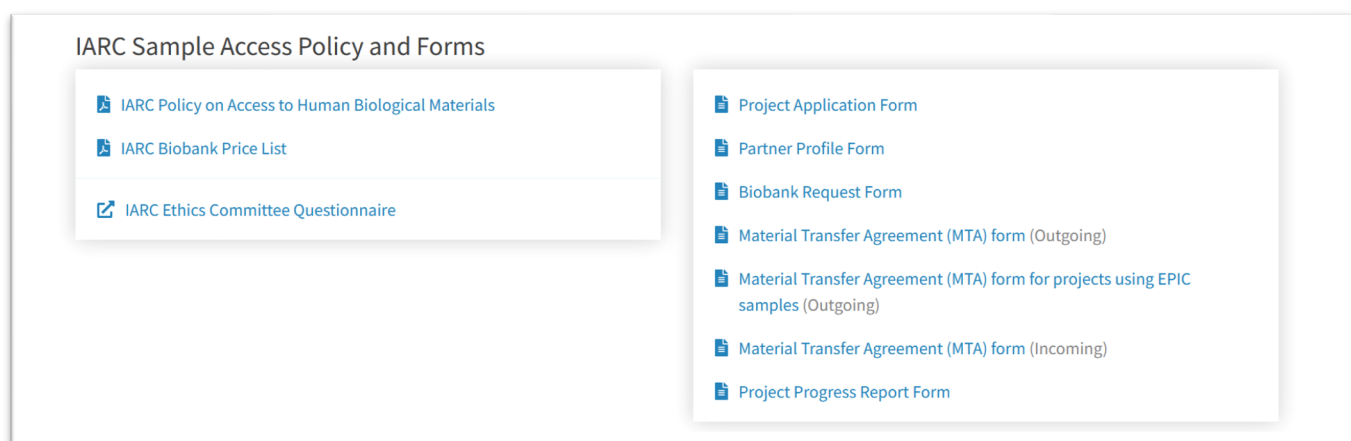 IARC Sample Access Policy and Forms
IARC Policy on Access to Human Biological Materials
IARC Biobank Price List
IARC Ethics Committee Questionnaire
Project Application Form
Partner Profile Form
Biobank Request Form
Material Transfer Agreement (MTA) form (Outgoing)
Material Transfer Agreement (MTA) form for projects using EPIC
samples (Outgoing)
Material Transfer Agreement (MTA) form (Incoming)
Project Progress Report Form